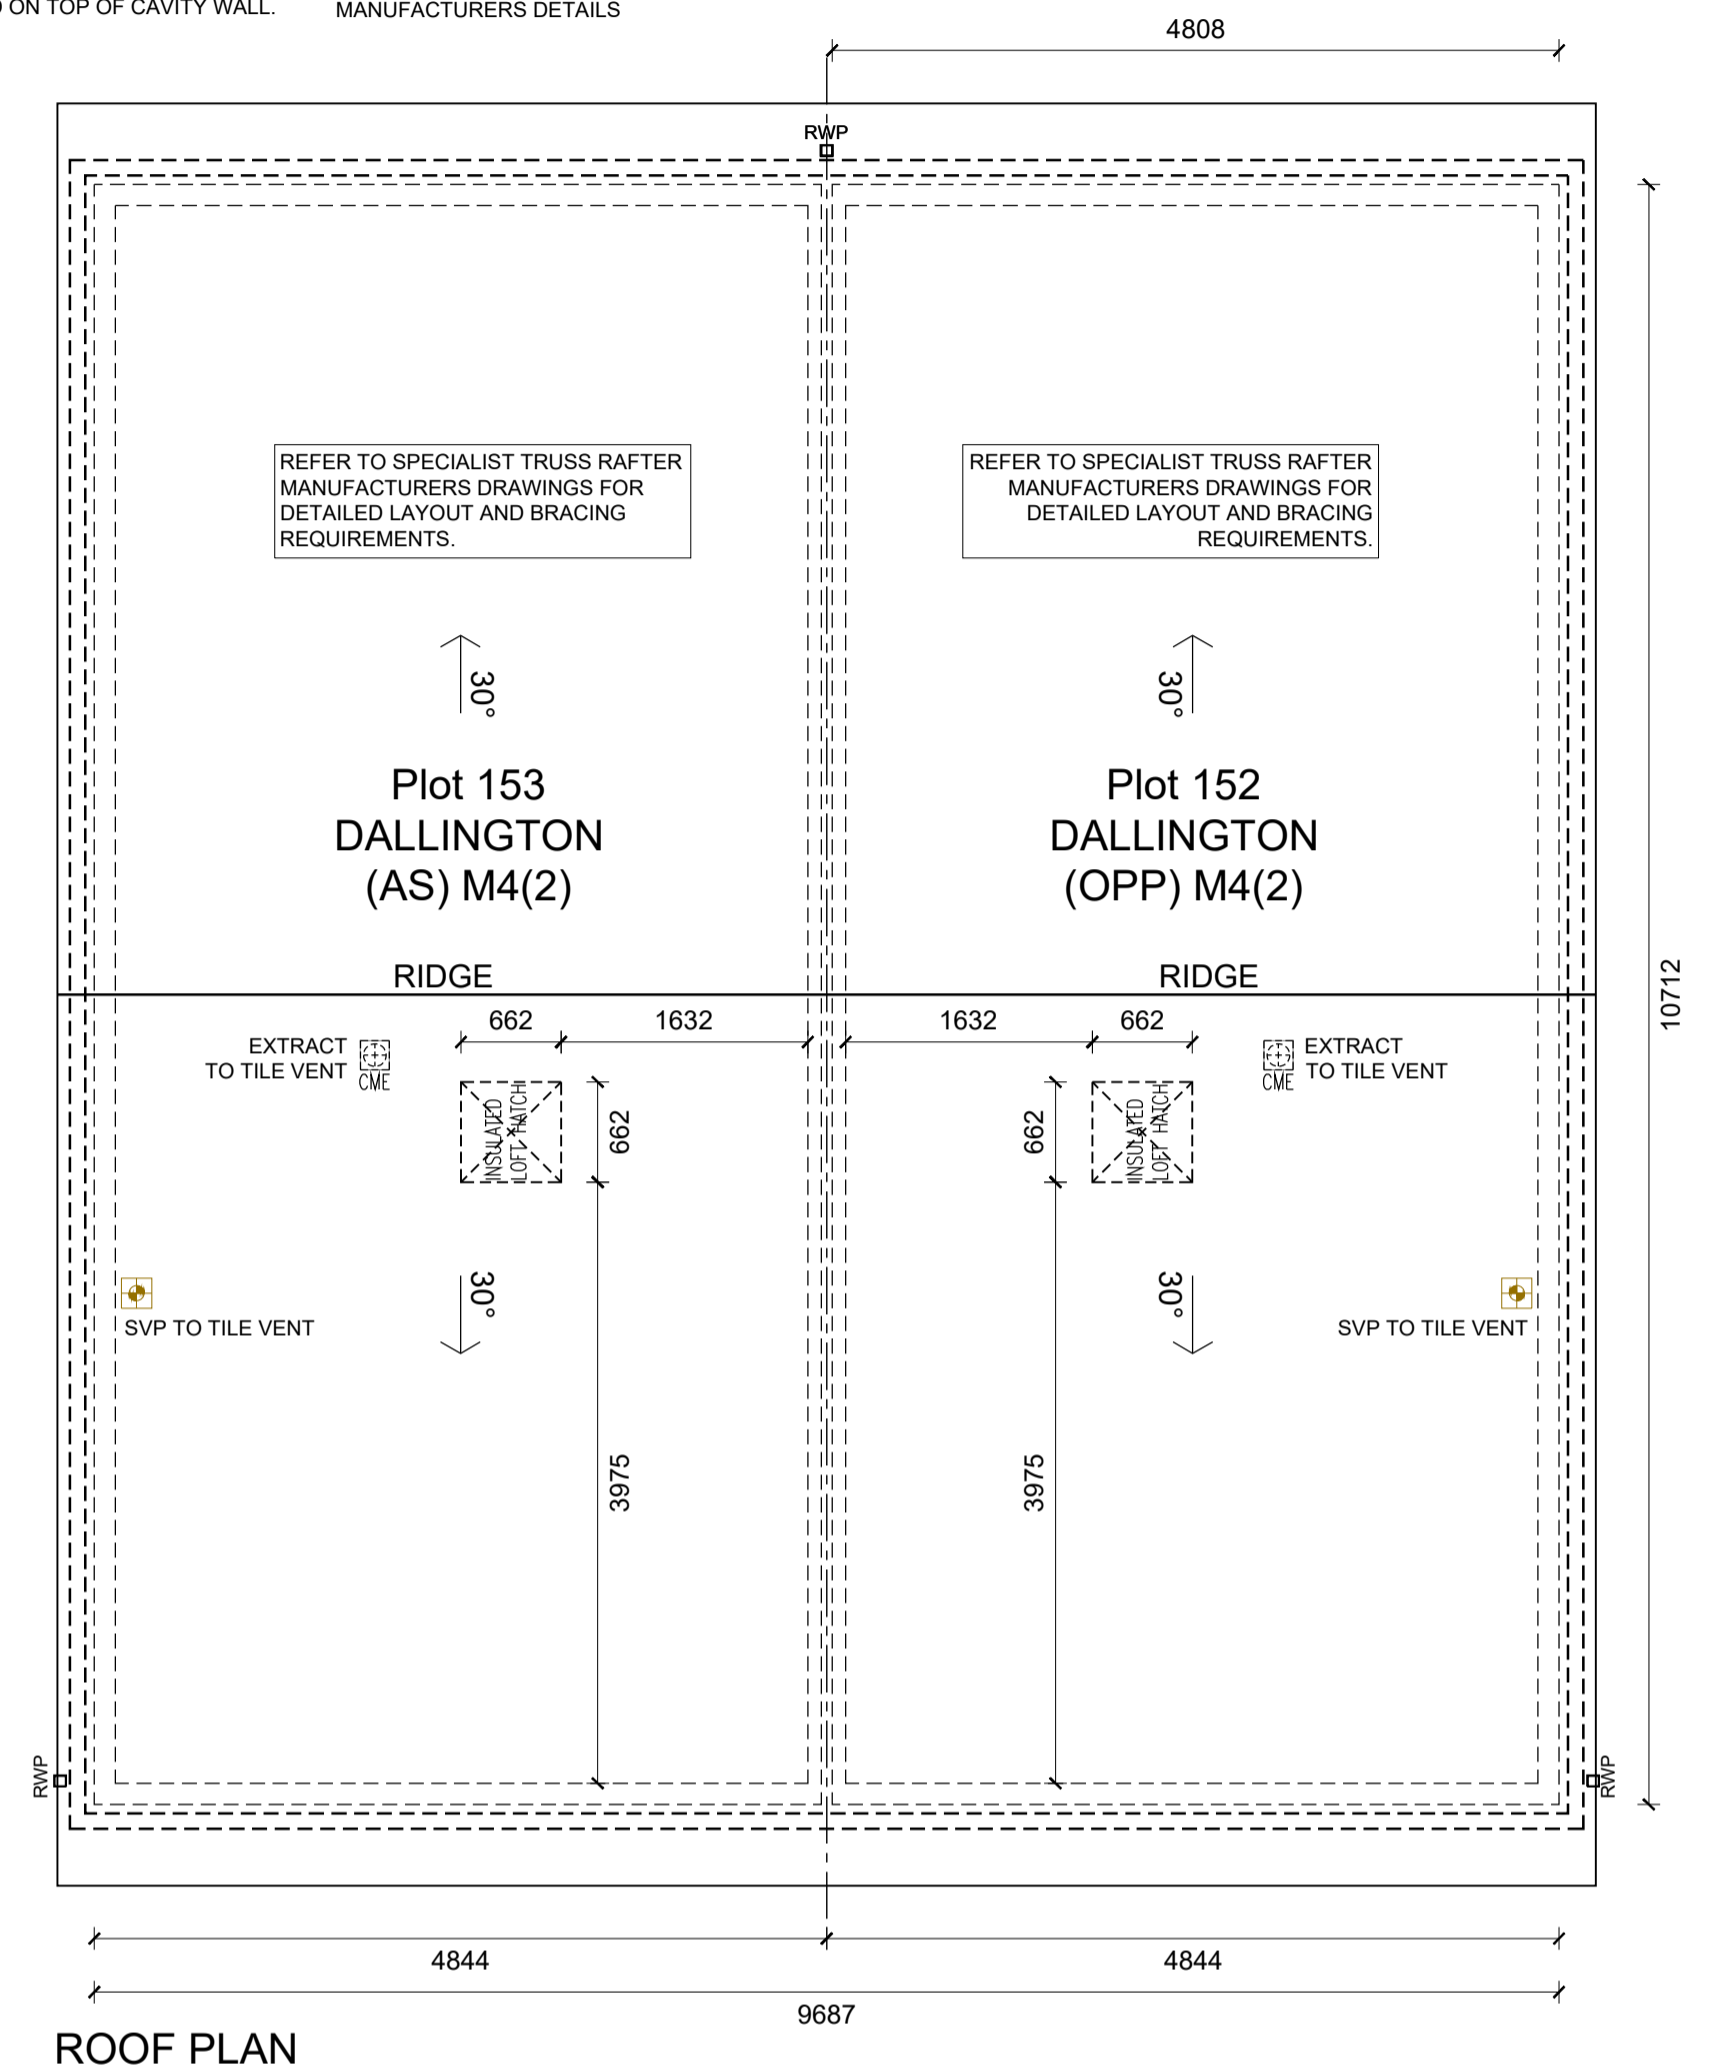 ON TOP OF CAVITY WALL.
MANUFACTURERS DETAILS
4808
RWP
REFER TO SPECIALIST TRUSS RAFTER
MANUFACTURERS DRAWINGS FOR
DETAILED LAYOUT AND BRACING
REQUIREMENTS.
REFER TO SPECIALIST TRUSS RAFTER
MANUFACTURERS DRAWINGS FOR
DETAILED LAYOUT AND BRACING
REQUIREMENTS.
30°
30°
Plot 153
DALLINGTON
(AS) M4(2)
Plot 152
DALLINGTON
(OPP) M4(2)
RIDGE
RIDGE
10712
662
1632
1632
662
EXTRACT
TO TILE VENT
CME
EXTRACT
TO TILE VENT
CME
INSULATED
LOFT HATCH
662
662
INSULATED
LOFT HATCH
30°
30°
SVP TO TILE VENT
SVP TO TILE VENT
3975
3975
RWP
RWP
4844
4844
9687
ROOF PLAN